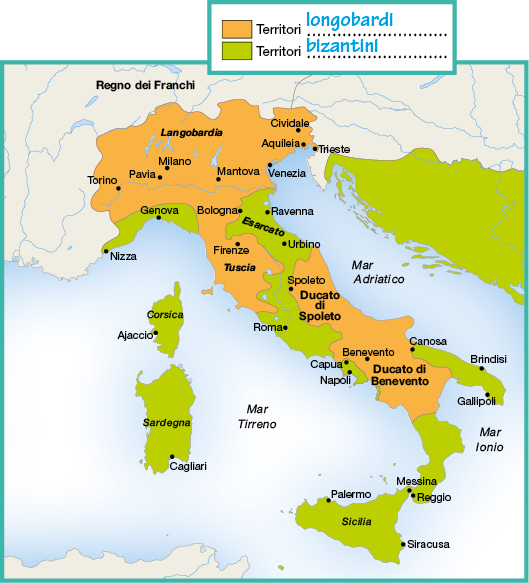 Territori longobardi
Territori bizantini
Regno dei Franchi
Langobardia
Cividale
Aquileia
Trieste
Milano
Pavia
Mantova
Venezia
Torino
Genova
Bologna
Ravenna
Esarcato
Nizza
Firenze
Urbino
Tuscia
Mar
Adriatico
Spoleto
Ducato
di
Spoleto
Corsica
Ajaccio
Roma
Canosa
Benevento
Capua
Napoli
Ducato di
Benevento
Brindisi
Gallipoli
Mar
Tirreno
Sardegna
Cagliari
Mar
Ionio
Messina
Reggio
Palermo
Sicilia
Siracusa